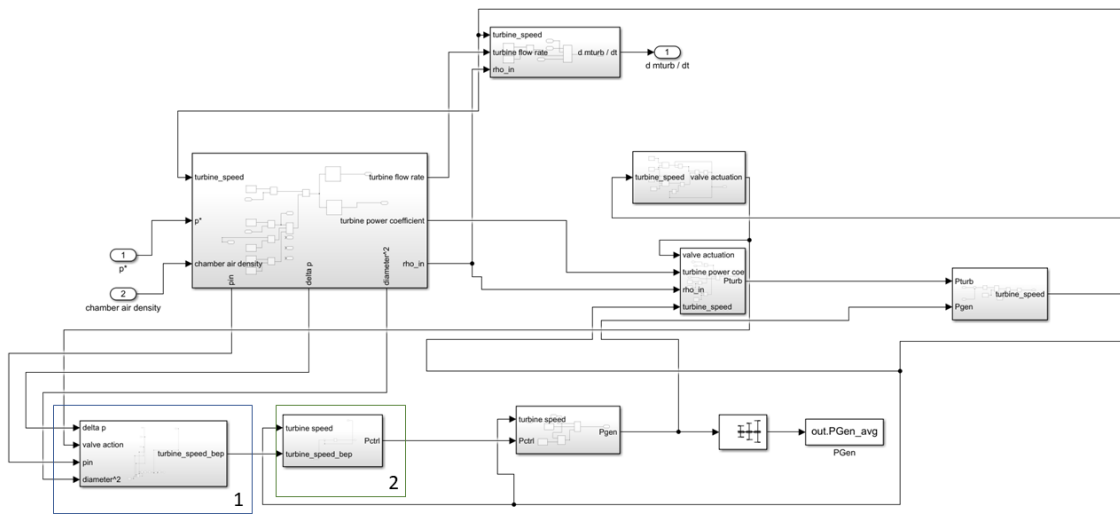 turbine_speed
turbine flow rate
rho_in
d mturb / dt
1
d mturb / dt
turbine_speed
p*
chamber air density
turbine flow rate
turbine power coefficient
rho_in
pin
delta p
diameter^2
1
p*
2
chamber air density
turbine_speed
valve actuation
valve actuation
turbine power coe
rho_in
turbine_speed
Pturb
Pturb
Pgen
turbine_speed
delta p
valve action
pin
diameter^2
turbine_speed_bep
1
turbine speed
turbine_speed_bep
Pctrl
2
turbine speed
Pctrl
Pgen
out.PGen_avg
PGen